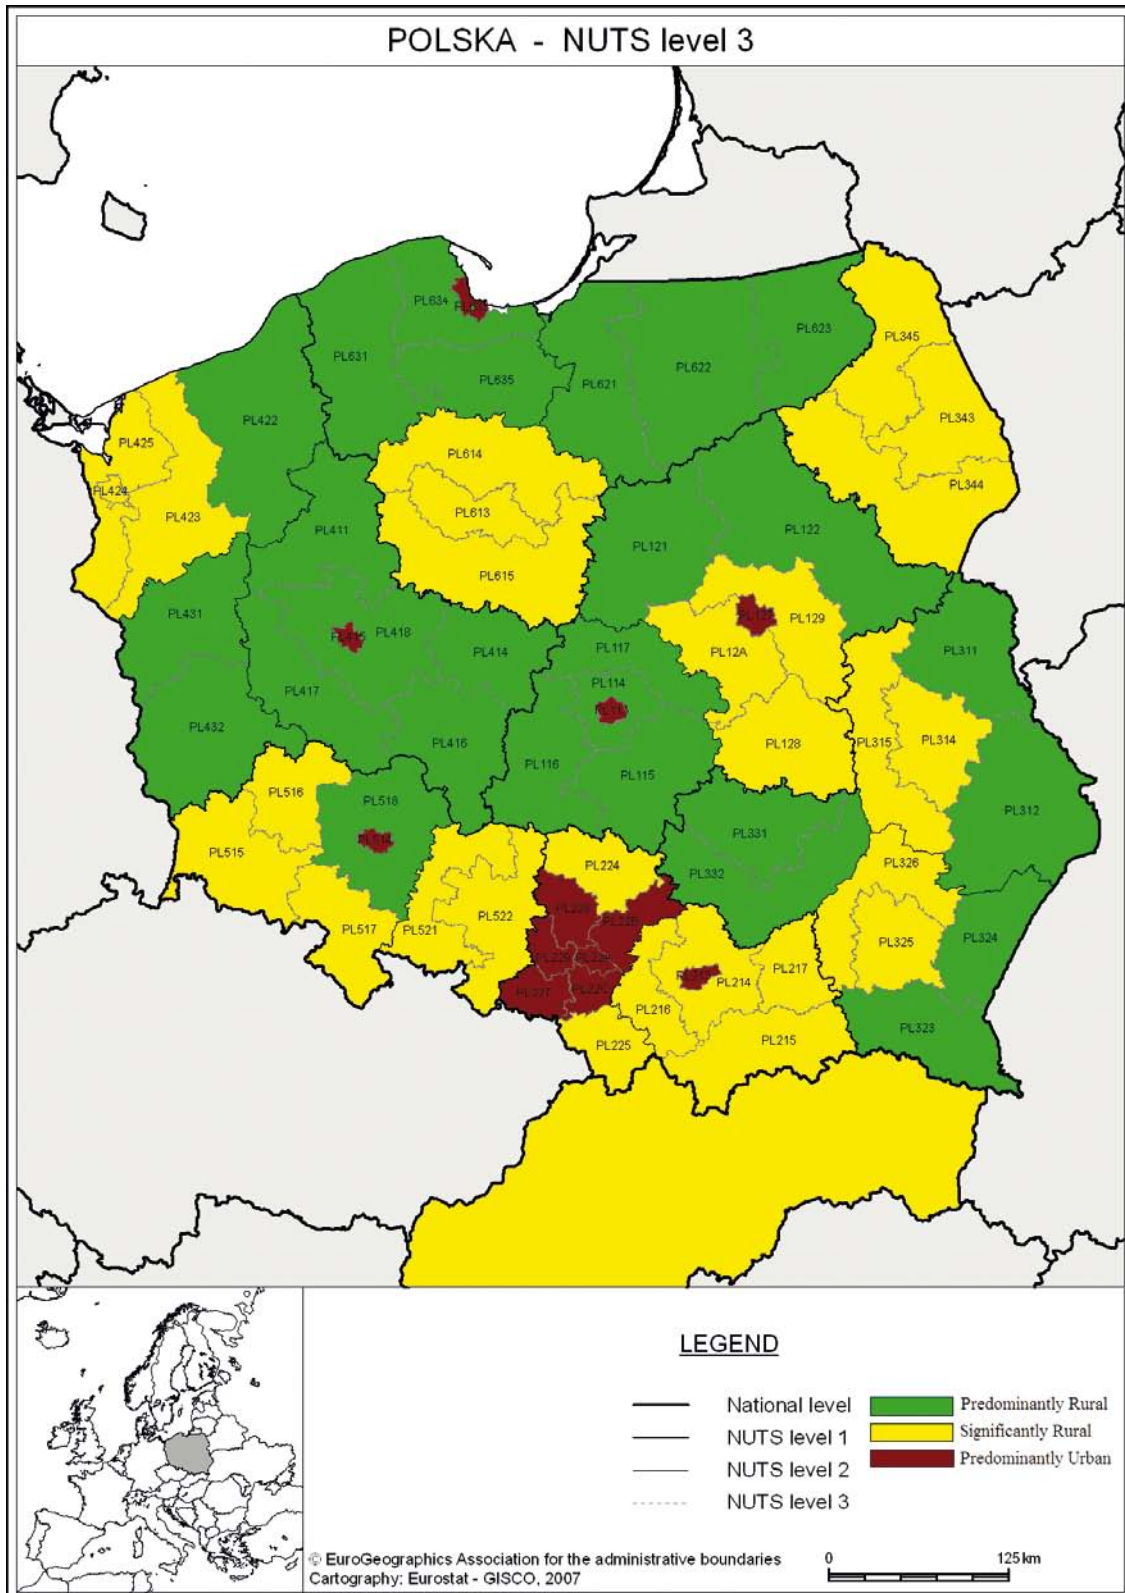 POLSKA - NUTS level 3
PL634
PL623
PL345
PL631
PL635
PL621
PL622
PL422
PL343
PL425
PL614
PL344
PL424
PL423
PL613
PL411
PL121
PL122
PL615
PL431
PL418
PL129
PL414
PL117
PL12A
PL311
PL417
PL114
PL432
PL416
PL128
PL315
PL314
PL116
PL115
PL516
PL518
PL312
PL331
PL515
PL224
PL326
PL332
PL522
PL517
PL521
PL325
PL324
PL217
PL214
PL216
PL323
PL225
PL215
LEGEND
National level
NUTS level 1
NUTS level 2
NUTS level 3
Predominantly Rural
Significantly Rural
Predominantly Urban
© EuroGeographics Association for the administrative boundaries
Cartography: Eurostat - GISCO, 2007
0 125 km